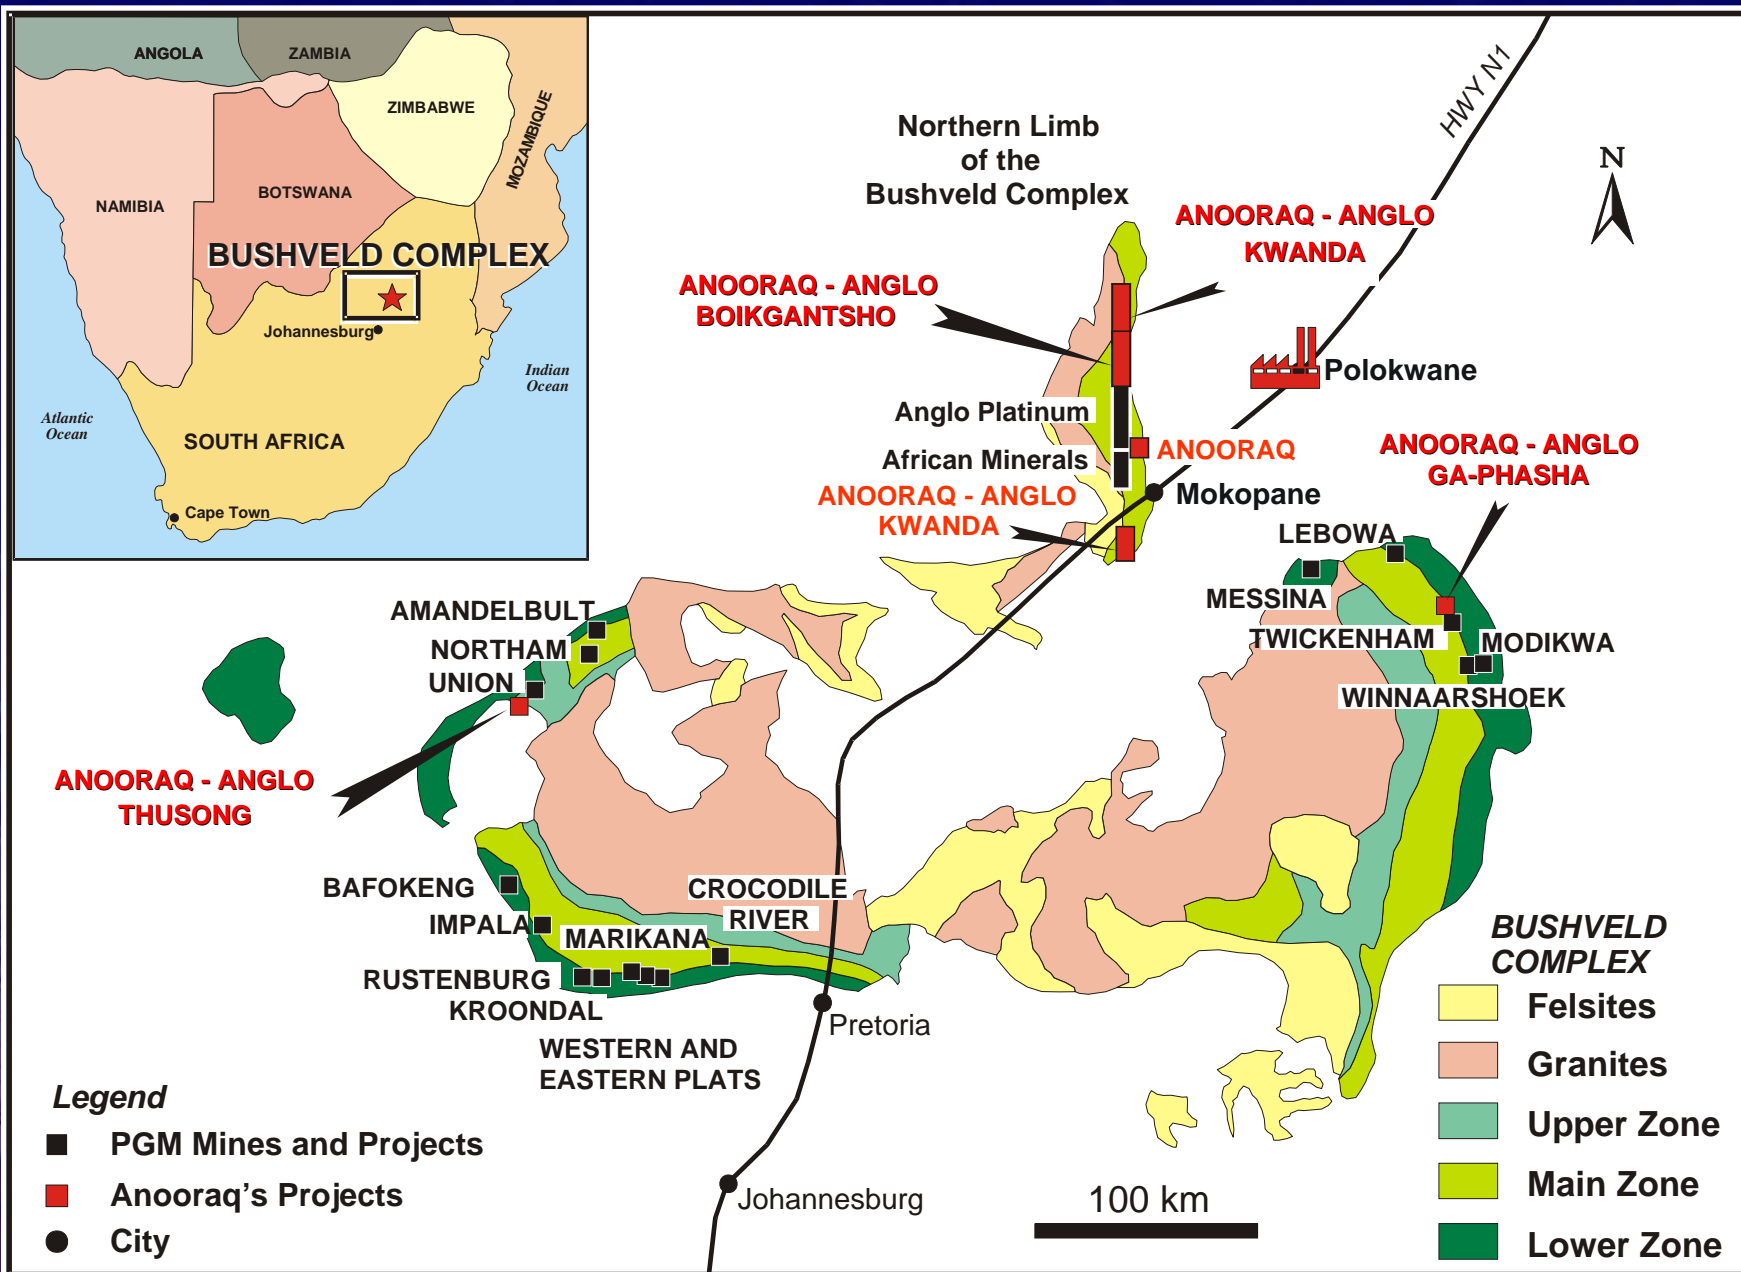 ANGOLA
ZAMBIA
ZIMBABWE
MOZAMBIQUE
NAMIBIA
BOTSWANA
BUSHVELD COMPLEX
Johannesburg
Indian
Ocean
Atlantic
Ocean
SOUTH AFRICA
Cape Town
HWY N1
N
Northern Limb
of the
Bushveld Complex
ANOORAQ - ANGLO
KWANDA
ANOORAQ - ANGLO
BOIKGANTSHO
Polokwane
Anglo Platinum
African Minerals
ANOORAQ
ANOORAQ - ANGLO
KWANDA
Mokopane
ANOORAQ - ANGLO
GA-PHASHA
LEBOWA
MESSINA
TWICKENHAM
MODIKWA
WINNAARSHOEK
AMANDELBULT
NORTHAM
UNION
ANOORAQ - ANGLO
THUSONG
BAFOKENG
IMPALA
MARIKANA
CROCODILE
RIVER
RUSTENBURG
KROONDAL
WESTERN AND
EASTERN PLATS
Pretoria
Johannesburg
100 km
Legend
PGM Mines and Projects
Anooraq's Projects
City
BUSHVELD
COMPLEX
Felsites
Granites
Upper Zone
Main Zone
Lower Zone